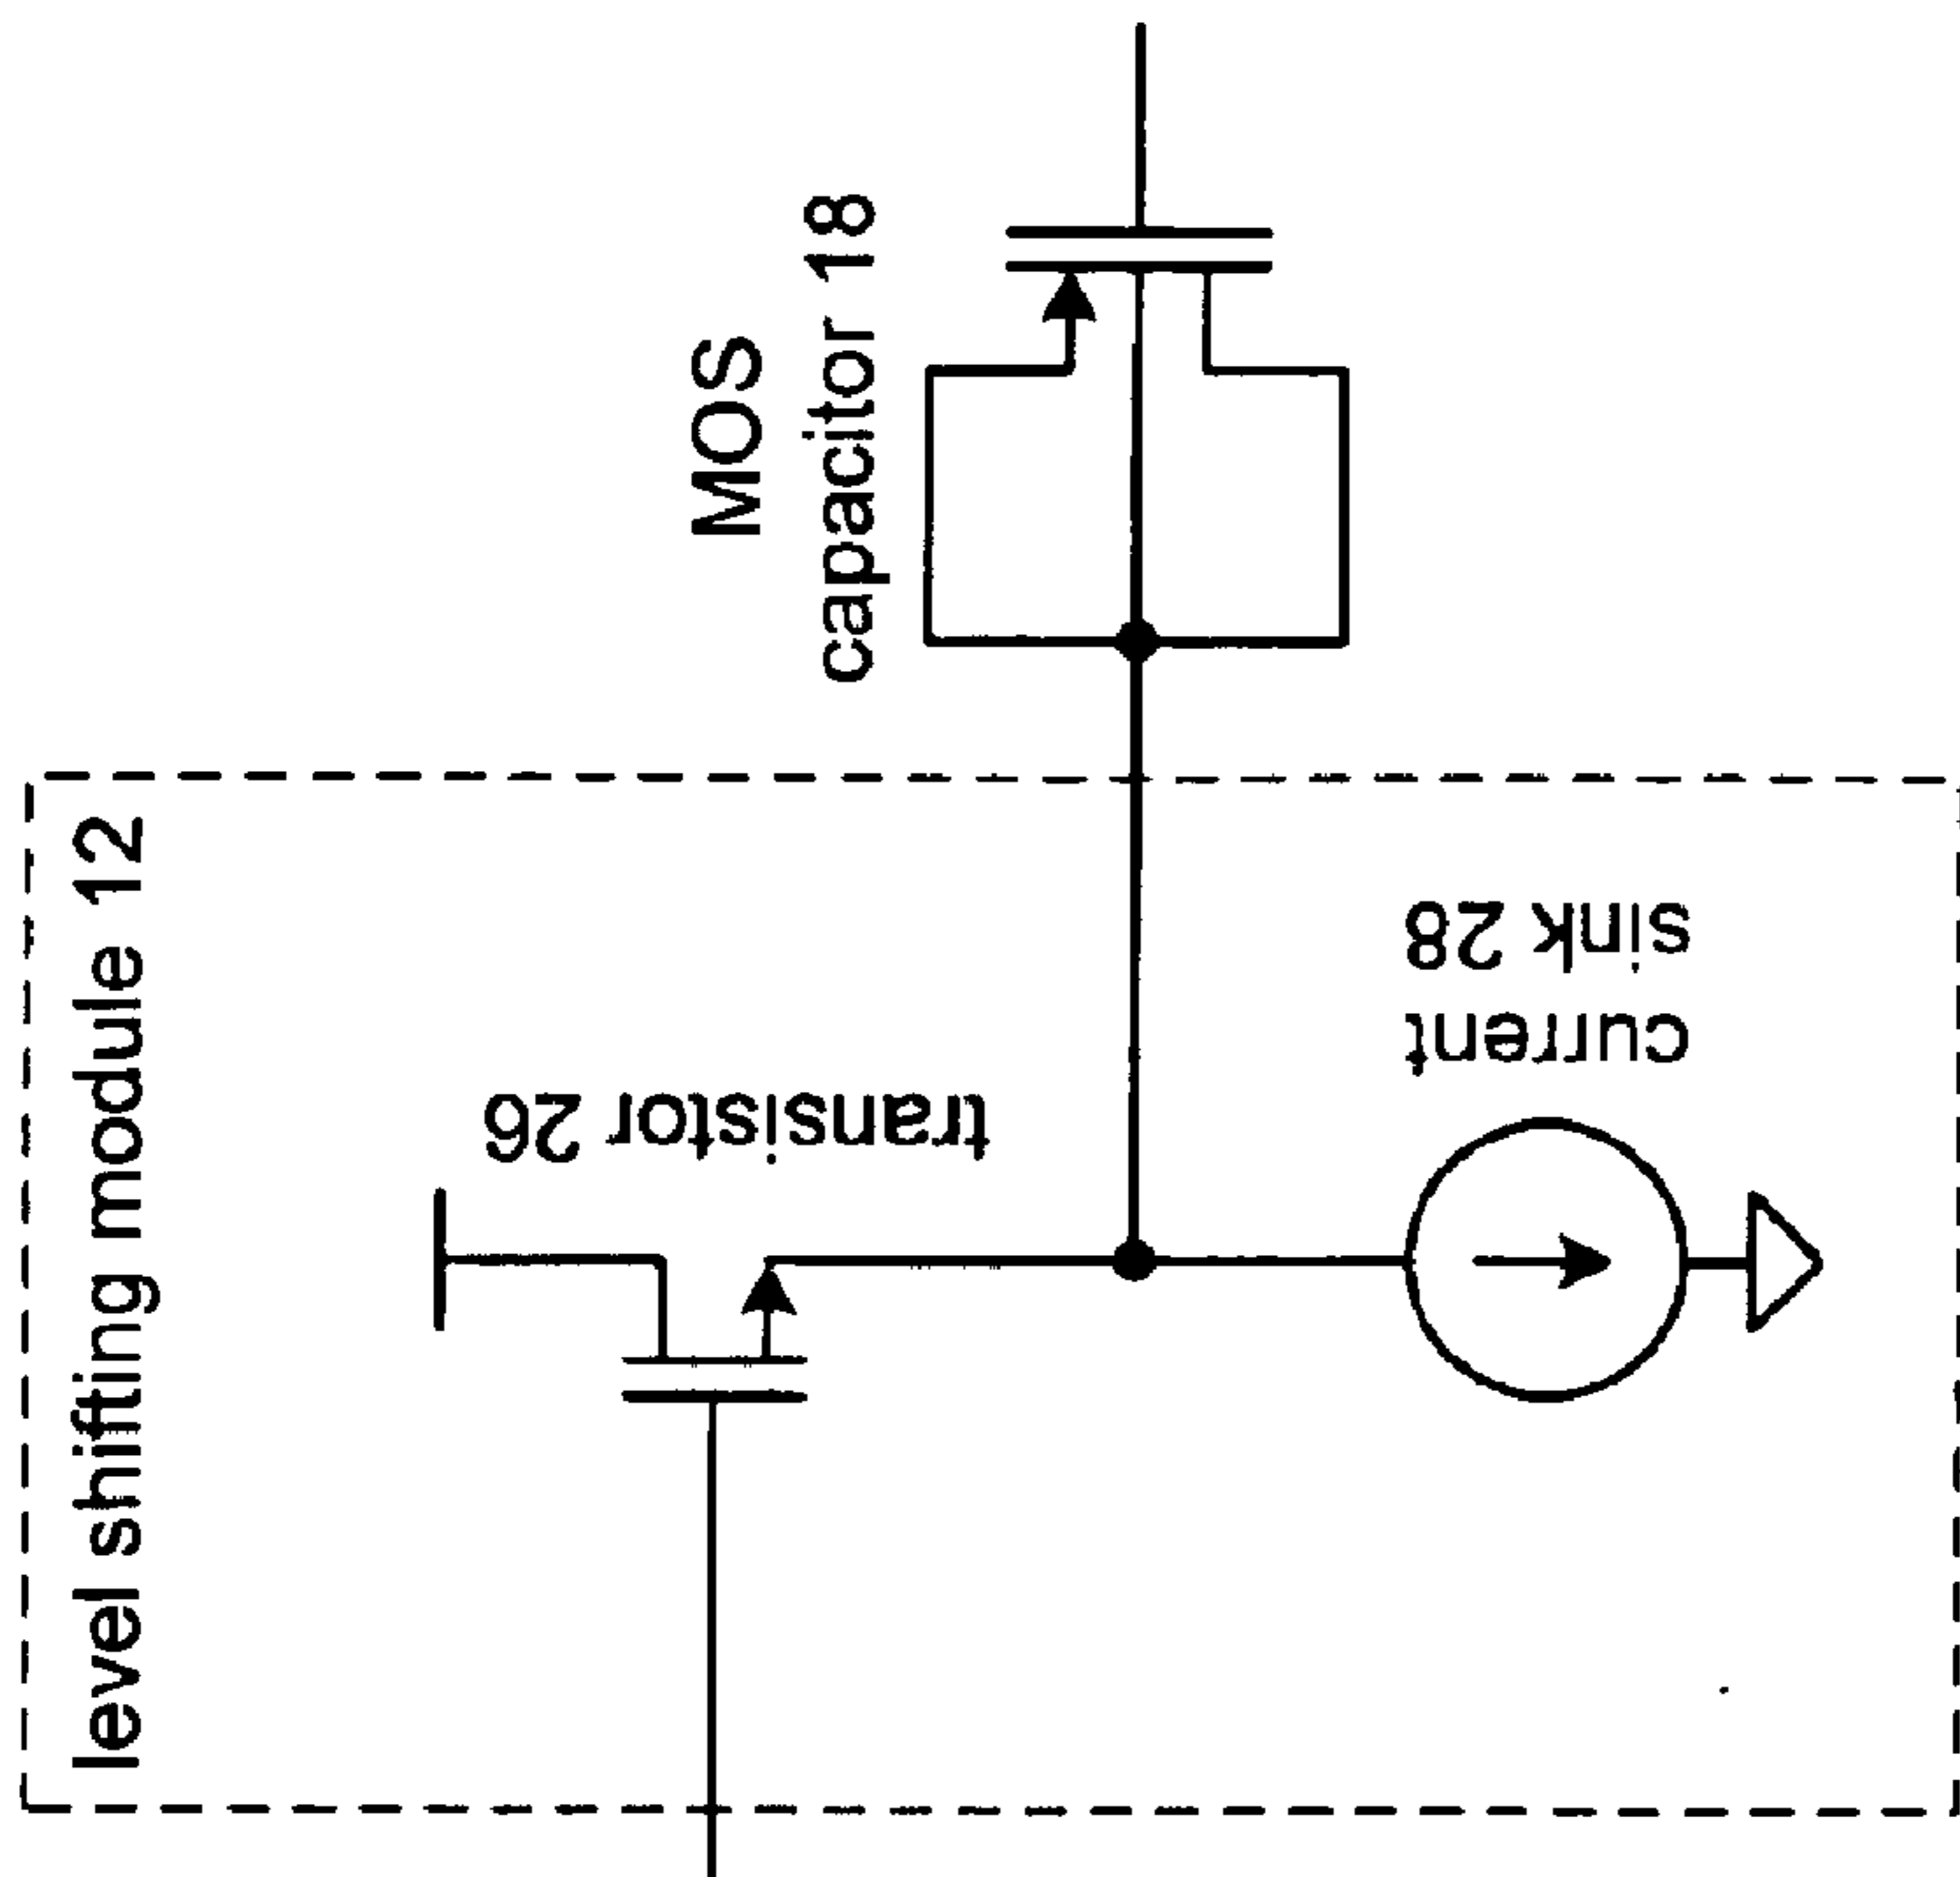 level shifting module 12
MOS
capacitor 18
transistor 26
current
sink 28